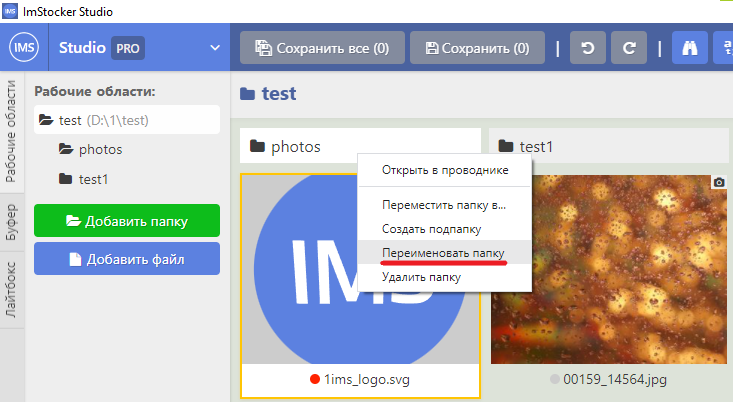 ImStocker Studio
IMS
Studio PRO
Сохранить все (0)
Сохранить (0)
Рабочие области
Буфер
Лайтбокс
Рабочие области:
test (D:\1\test)
photos
test1
Добавить папку
Добавить файл
test
photos
test1
Открыть в проводнике
Переместить папку в...
Создать подпапку
Переименовать папку
Удалить папку
IMS
1ims_logo.svg
00159_14564.jpg